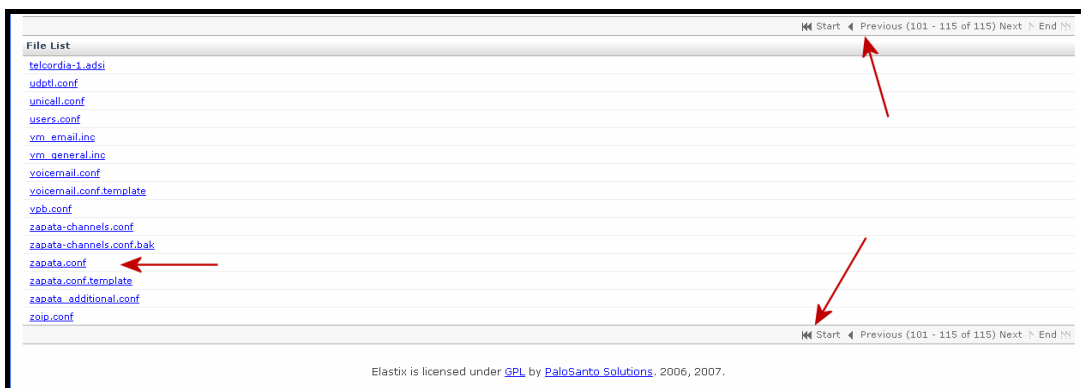 Start Previous (101 - 115 of 115) Next End
File List
telcordia-1.adsi
udptl.conf
unicall.conf
users.conf
vm_email.inc
vm_general.inc
voicemail.conf
voicemail.conf.template
vpb.conf
zapata-channels.conf
zapata-channels.conf.bak
zapata.conf
zapata.conf.template
zapata_additional.conf
zoip.conf
Start Previous (101 - 115 of 115) Next End
Elastix is licensed under GPL by PaloSanto Solutions. 2006, 2007.